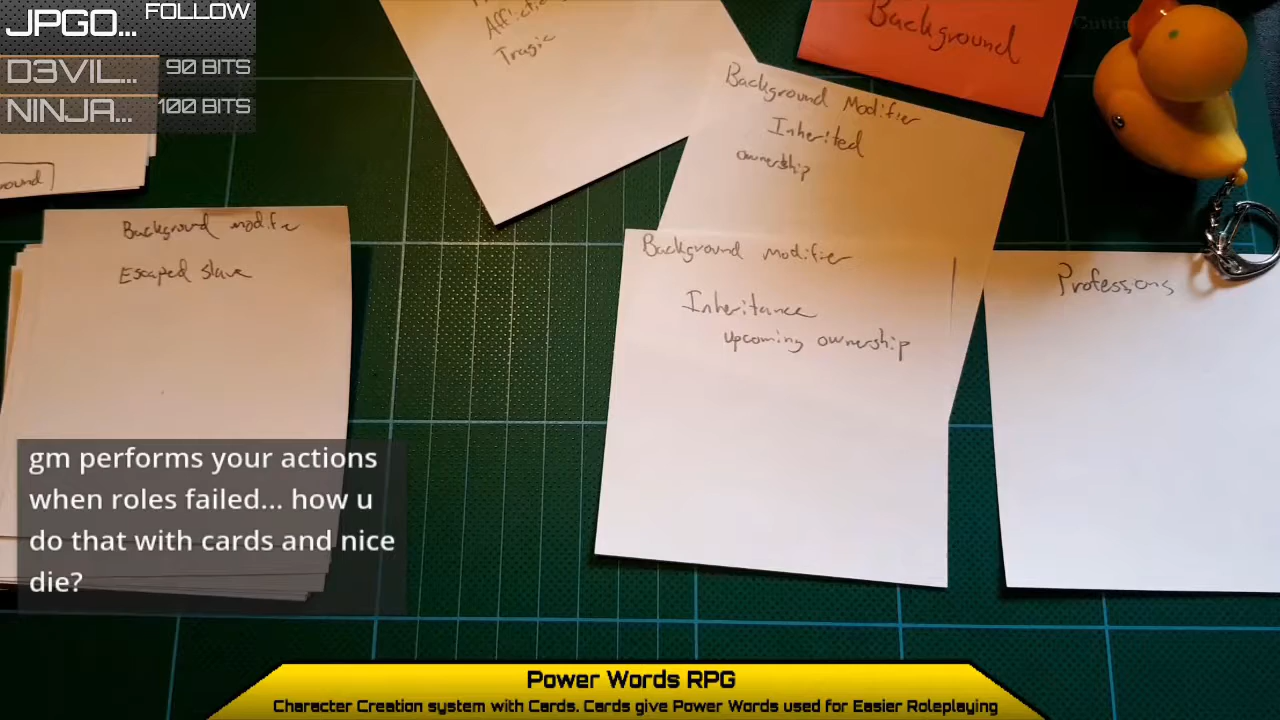 JPGO...
FOLLOW
D3VIL...
90 BITS
NINJA...
100 BITS
Affliction
Tragic
Background
Background Modifier
Inherited
ownership
Background modifier
Escaped slave
Background modifier
Inheritance
upcoming ownership
Professions
gm performs your actions
when roles failed... how u
do that with cards and nice
die?
Power Words RPG
Character Creation system with Cards. Cards give Power Words used for Easier Roleplaying